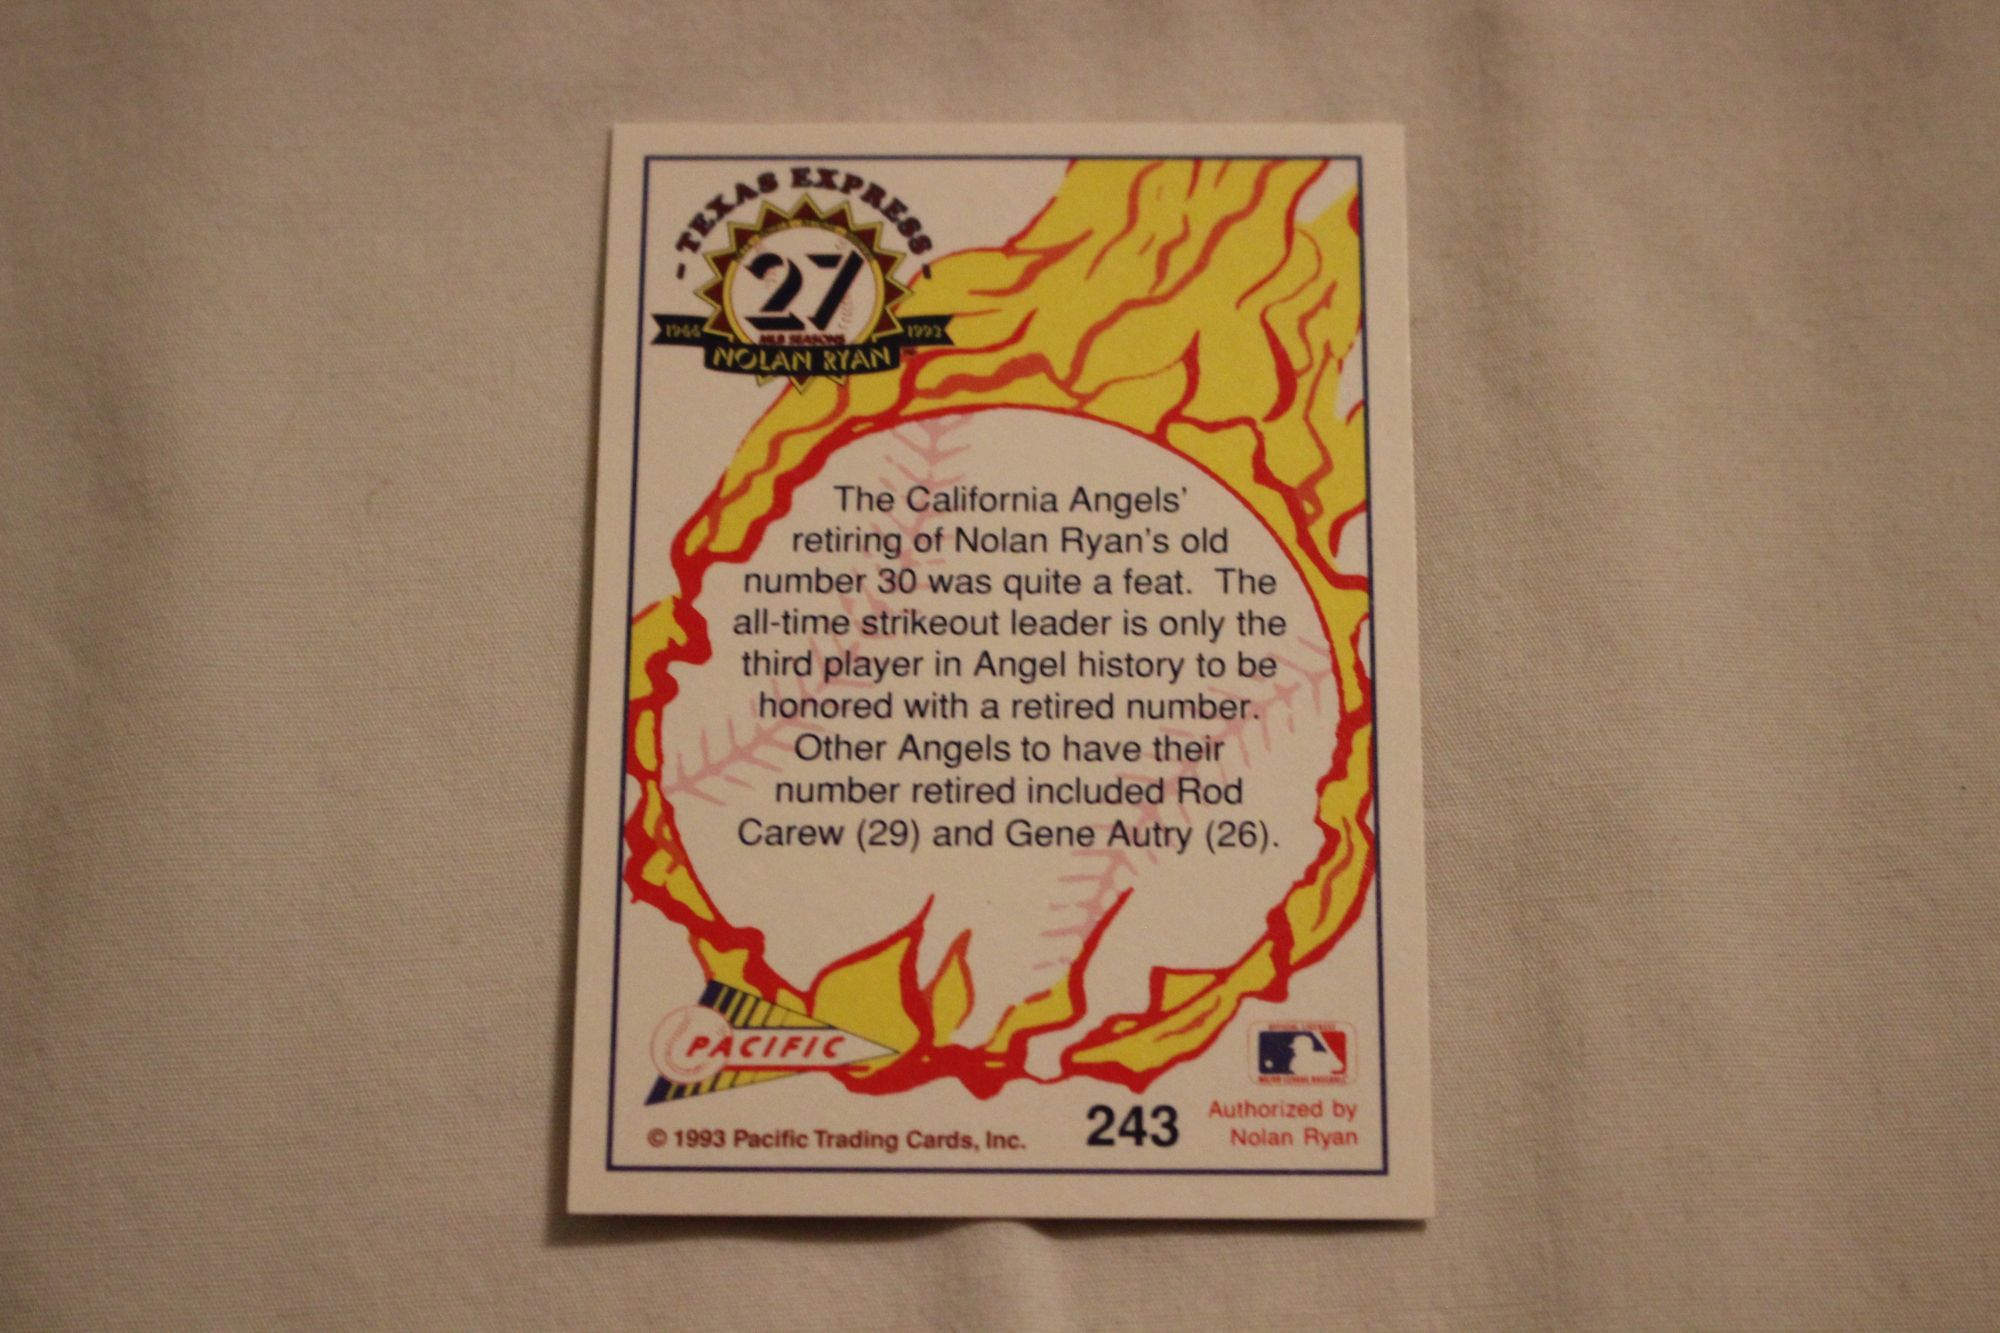 - TEXAS EXPRESS -
27
MLB SEASONS
1966 1993
NOLAN RYAN
The California Angels'
retiring of Nolan Ryan's old
number 30 was quite a feat. The
all-time strikeout leader is only the
third player in Angel history to be
honored with a retired number.
Other Angels to have their
number retired included Rod
Carew (29) and Gene Autry (26).
PACIFIC
MAJOR LEAGUE BASEBALL
© 1993 Pacific Trading Cards, Inc.
243
Authorized by
Nolan Ryan